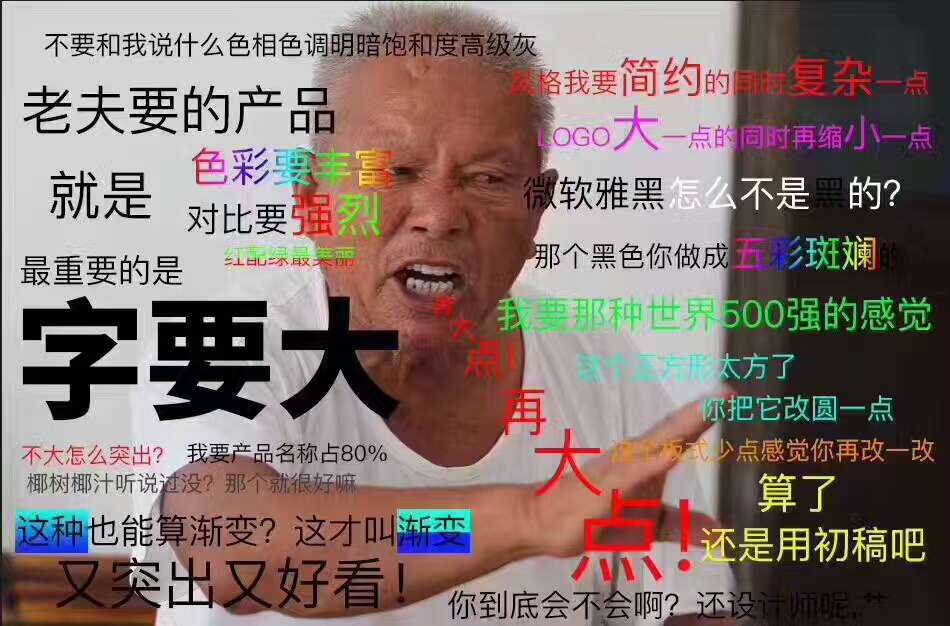 不要和我说什么色相色调明暗饱和度高级灰
老夫要的产品
就是
色彩要丰富
对比要强烈
红配绿最美丽
最重要的是
字要大
不大怎么突出? 我要产品名称占80%
椰树椰汁听说过没? 那个就很好嘛
这种也能算渐变? 这才叫渐变
又突出又好看!
风格我要简约的同时复杂一点
LOGO大一点的同时再缩小一点
微软雅黑怎么不是黑的?
那个黑色你做成五彩斑斓的
我要那种世界500强的感觉
再大点!
再大点!
这个正方形太方了
你把它改圆一点
这个板式少点感觉你再改一改
算了
还是用初稿吧
你到底会不会啊? 还设计师呢,艹